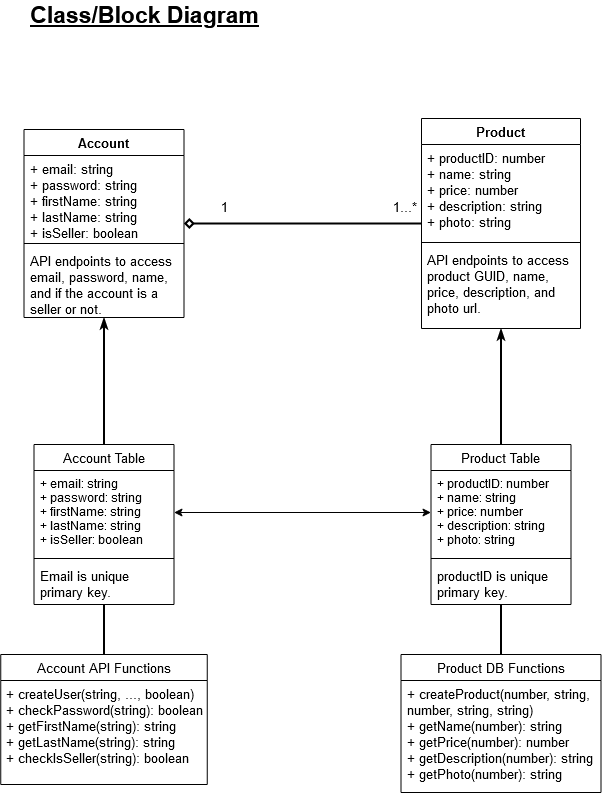 Class/Block Diagram
Account
+ email: string
+ password: string
+ firstName: string
+ lastName: string
+ isSeller: boolean
API endpoints to access
email, password, name,
and if the account is a
seller or not.
1
1...*
Product
+ productID: number
+ name: string
+ price: number
+ description: string
+ photo: string
API endpoints to access
product GUID, name,
price, description, and
photo url.
Account Table
+ email: string
+ password: string
+ firstName: string
+ lastName: string
+ isSeller: boolean
Email is unique
primary key.
Product Table
+ productID: number
+ name: string
+ price: number
+ description: string
+ photo: string
productID is unique
primary key.
Account API Functions
+ createUser(string, ..., boolean)
+ checkPassword(string): boolean
+ getFirstName(string): string
+ getLastName(string): string
+ checkIsSeller(string): boolean
Product DB Functions
+ createProduct(number, string,
number, string, string)
+ getName(number): string
+ getPrice(number): number
+ getDescription(number): string
+ getPhoto(number): string